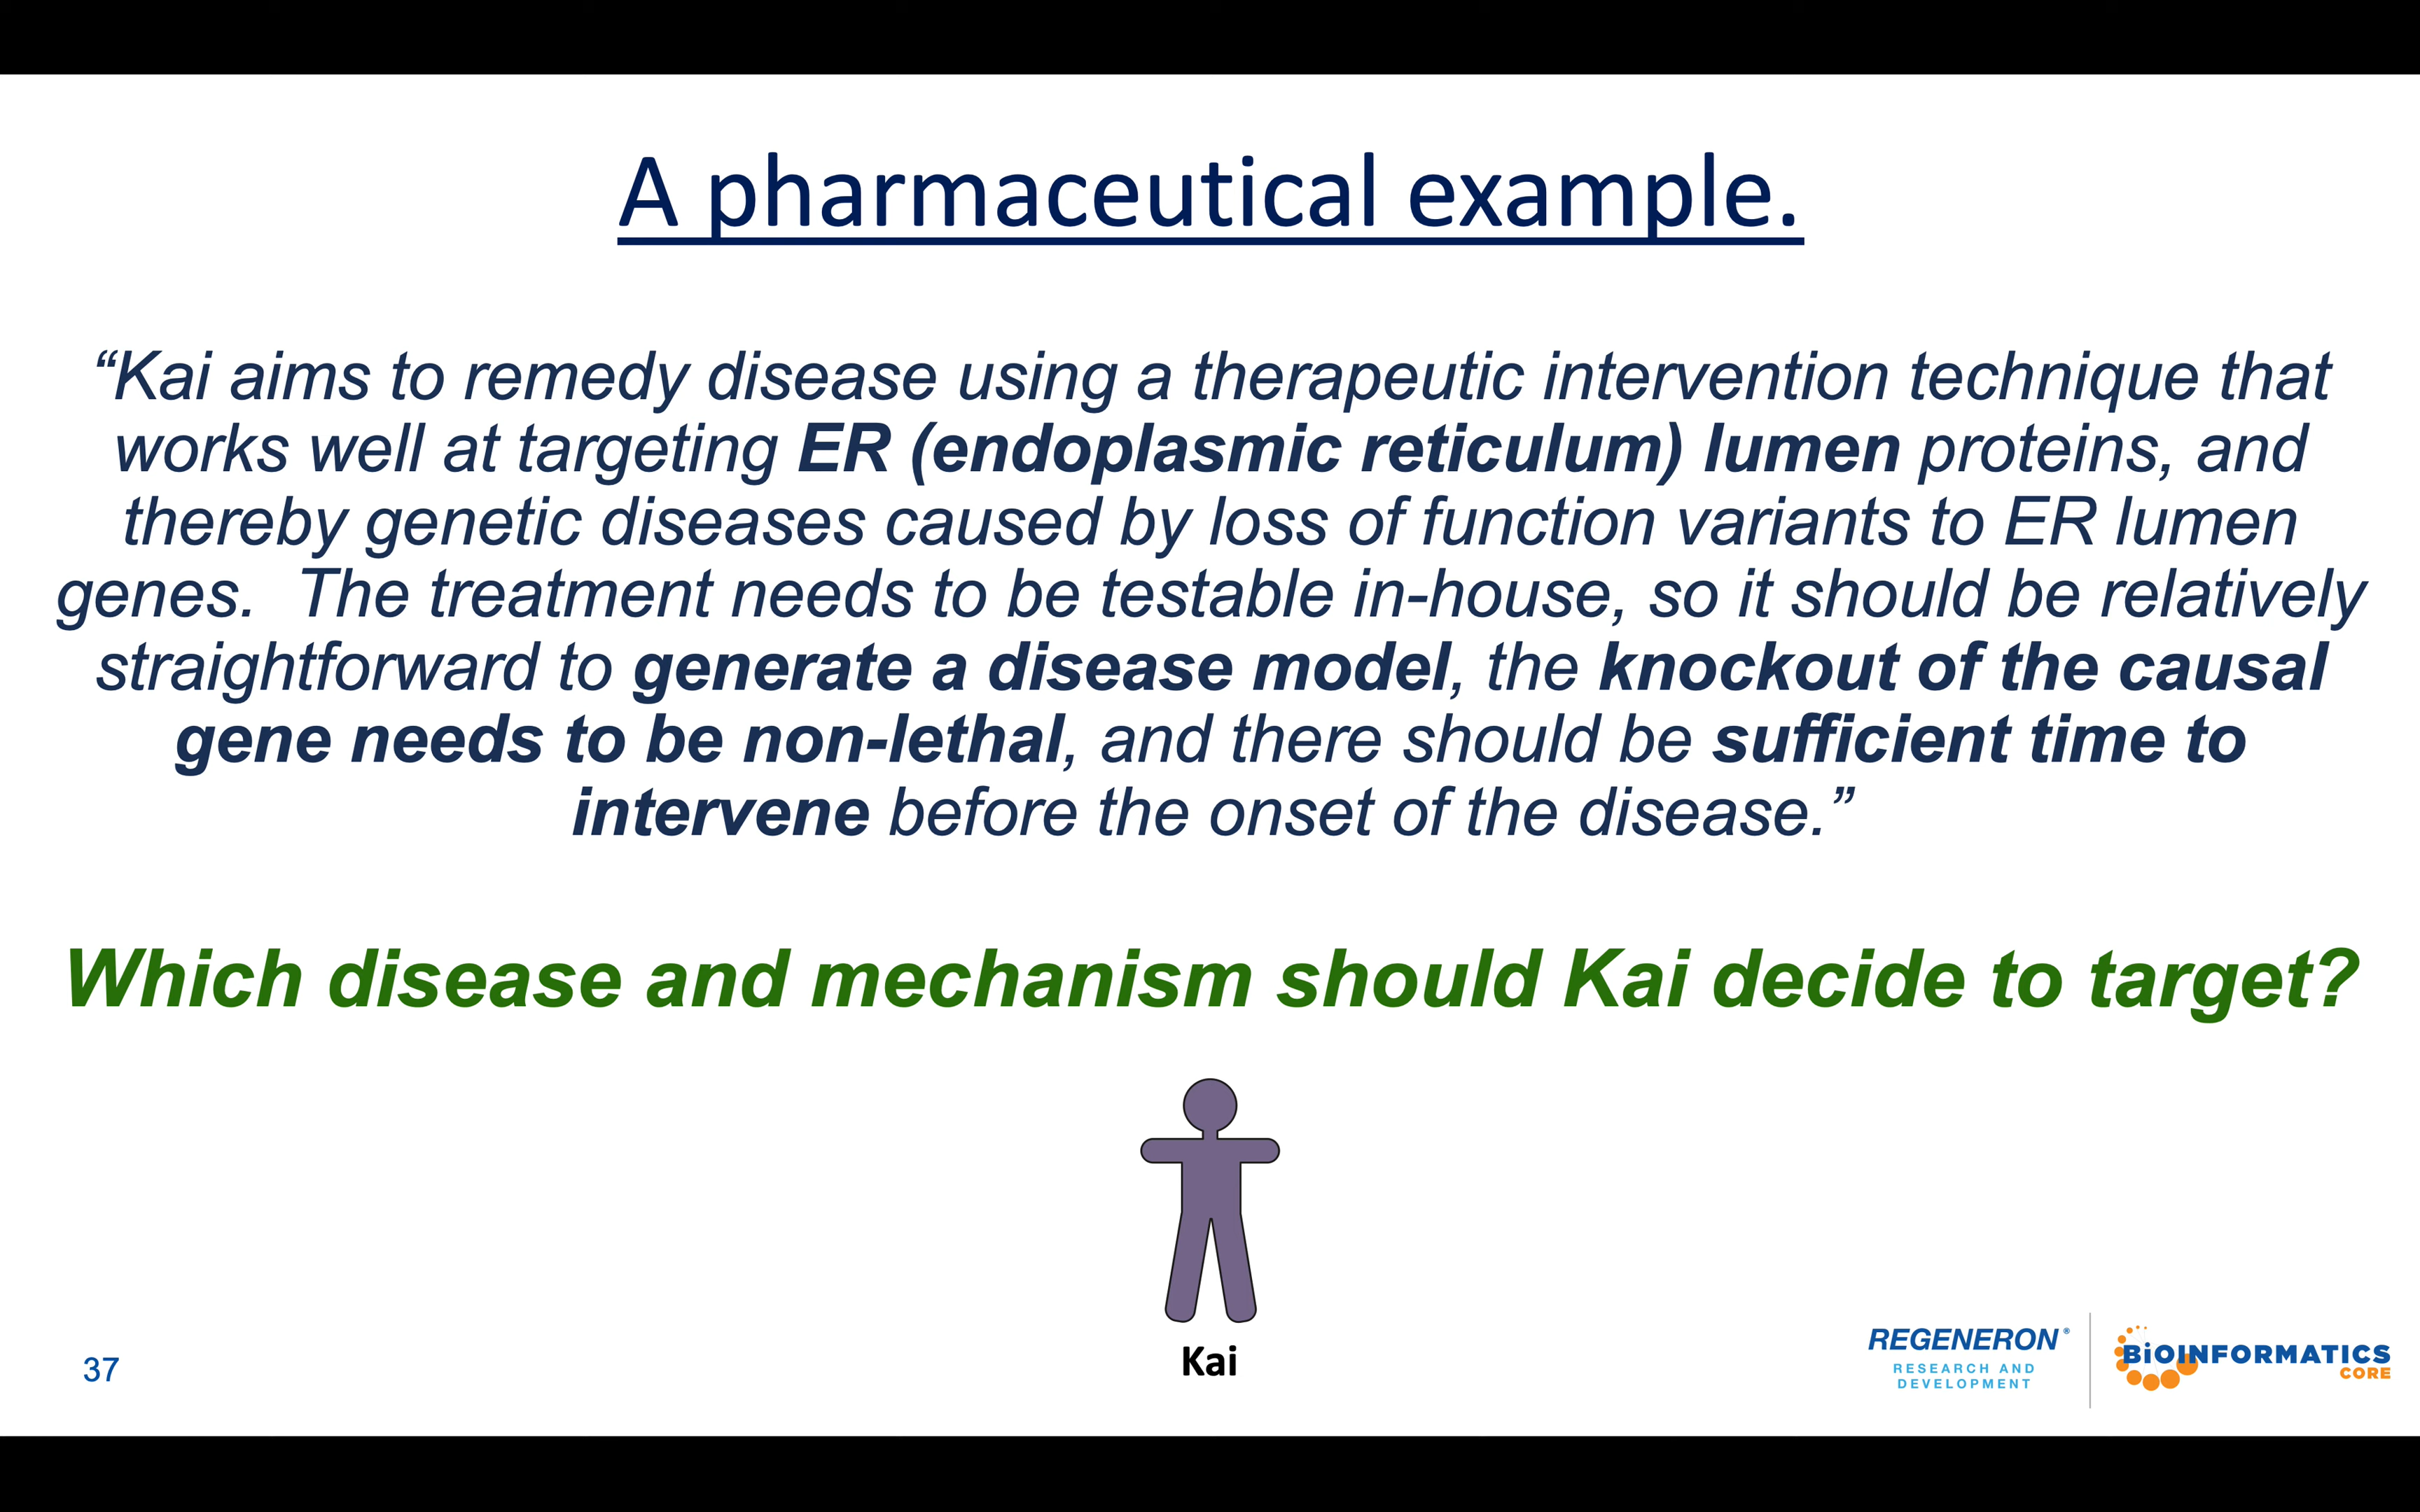 A pharmaceutical example.
“Kai aims to remedy disease using a therapeutic intervention technique that
works well at targeting ER (endoplasmic reticulum) lumen proteins, and
thereby genetic diseases caused by loss of function variants to ER lumen
genes.  The treatment needs to be testable in-house, so it should be relatively
straightforward to generate a disease model, the knockout of the causal
gene needs to be non-lethal, and there should be sufficient time to
intervene before the onset of the disease.”
Which disease and mechanism should Kai decide to target?
Kai
37
REGENERON®
RESEARCH AND
DEVELOPMENT
BiOINFORMATICS
CORE